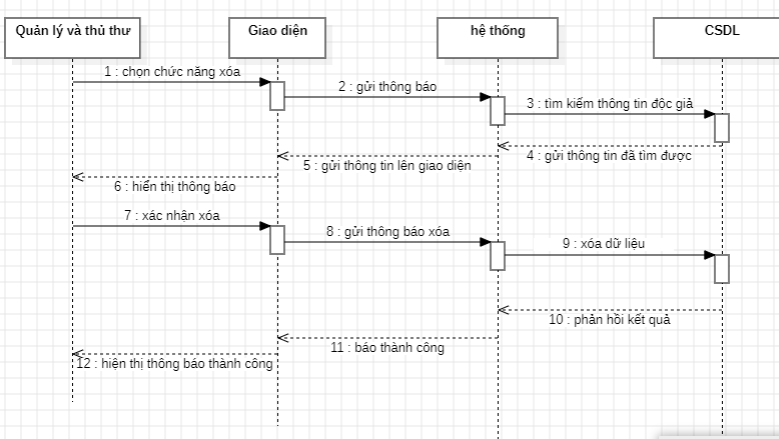 Quản lý và thủ thư
Giao diện
hệ thống
CSDL
1 : chọn chức năng xóa
2 : gửi thông báo
3 : tìm kiếm thông tin độc giả
4 : gửi thông tin đã tìm được
5 : gửi thông tin lên giao diện
6 : hiển thị thông báo
7 : xác nhận xóa
8 : gửi thông báo xóa
9 : xóa dữ liệu
10 : phản hồi kết quả
11 : báo thành công
12 : hiện thị thông báo thành công